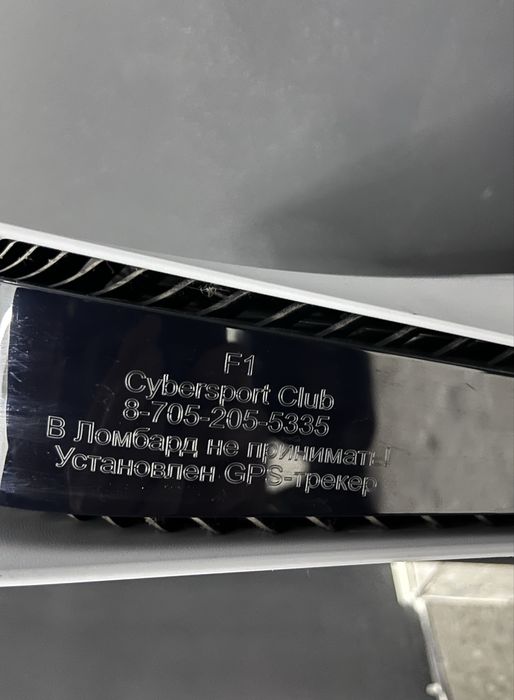 F1
Cybersport Club
8-705-205-5335
В Ломбард не принимать!
Установлен GPS-трекер